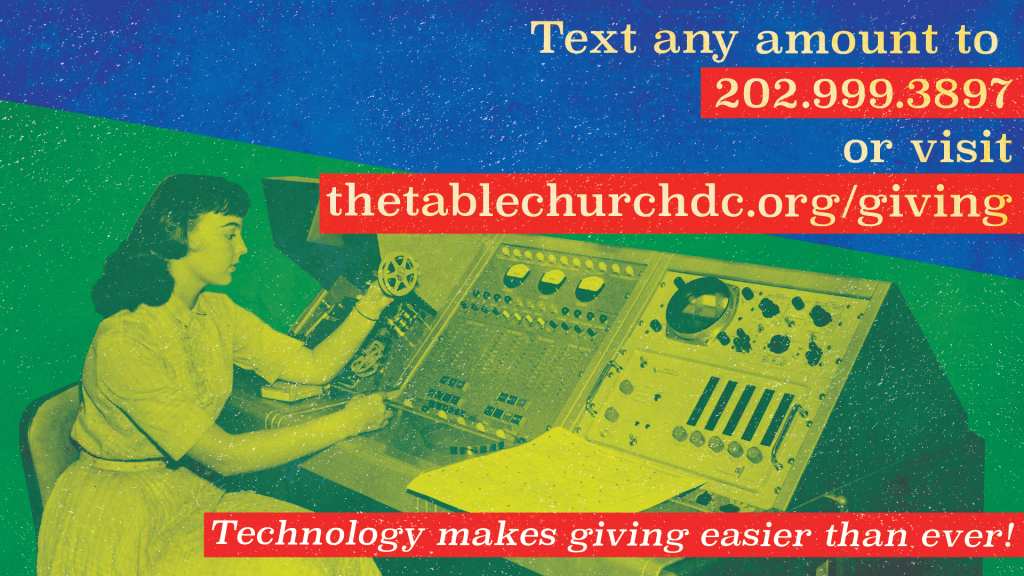 Text any amount to
202.999.3897
or visit
thetablechurchdc.org/giving
Technology makes giving easier than ever!